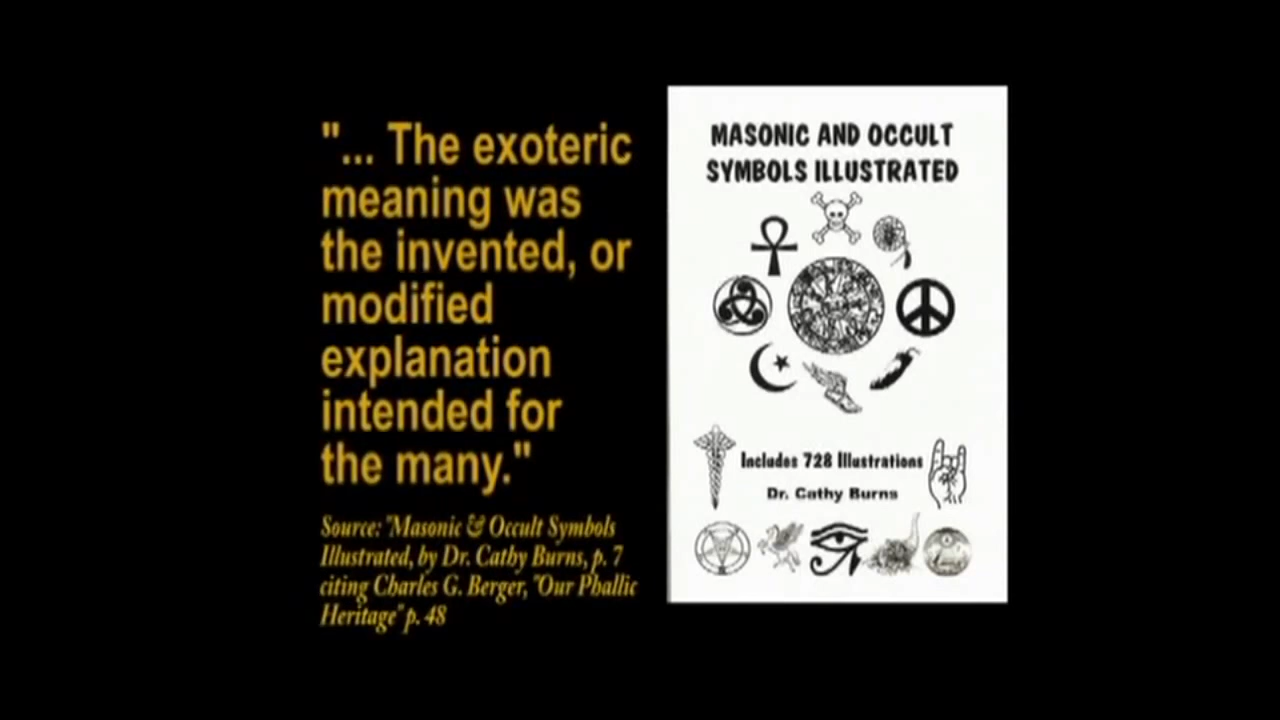 "... The exoteric
meaning was
the invented, or
modified
explanation
intended for
the many."
Source: "Masonic & Occult Symbols
Illustrated, by Dr. Cathy Burns, p. 7
citing Charles G. Berger, "Our Phallic
Heritage" p. 48
MASONIC AND OCCULT
SYMBOLS ILLUSTRATED
Includes 728 Illustrations
Dr. Cathy Burns